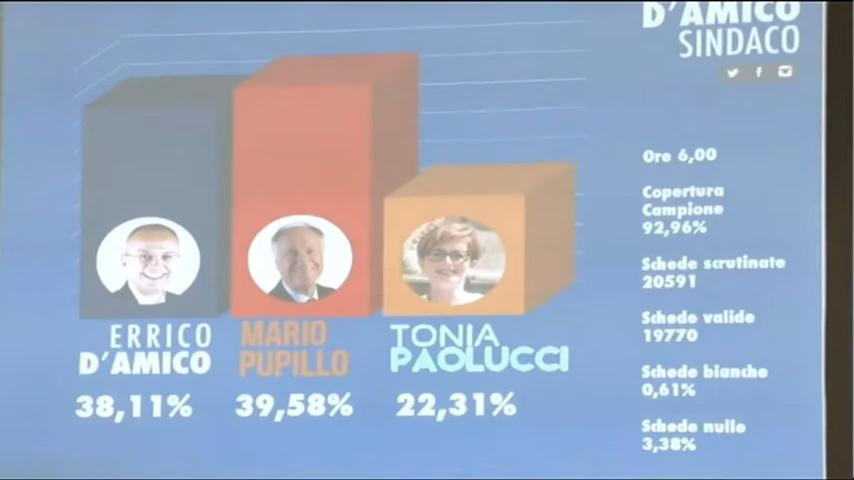 D'AMICO
SINDACO
Ore 6,00
Copertura
Campione
92,96%
Schede scrutinate
20591
Schede valide
19770
Schede bianche
0,61%
Schede nulle
3,38%
ERRICO
D'AMICO
38,11%
MARIO
PUPILLO
39,58%
TONIA
PAOLUCCI
22,31%